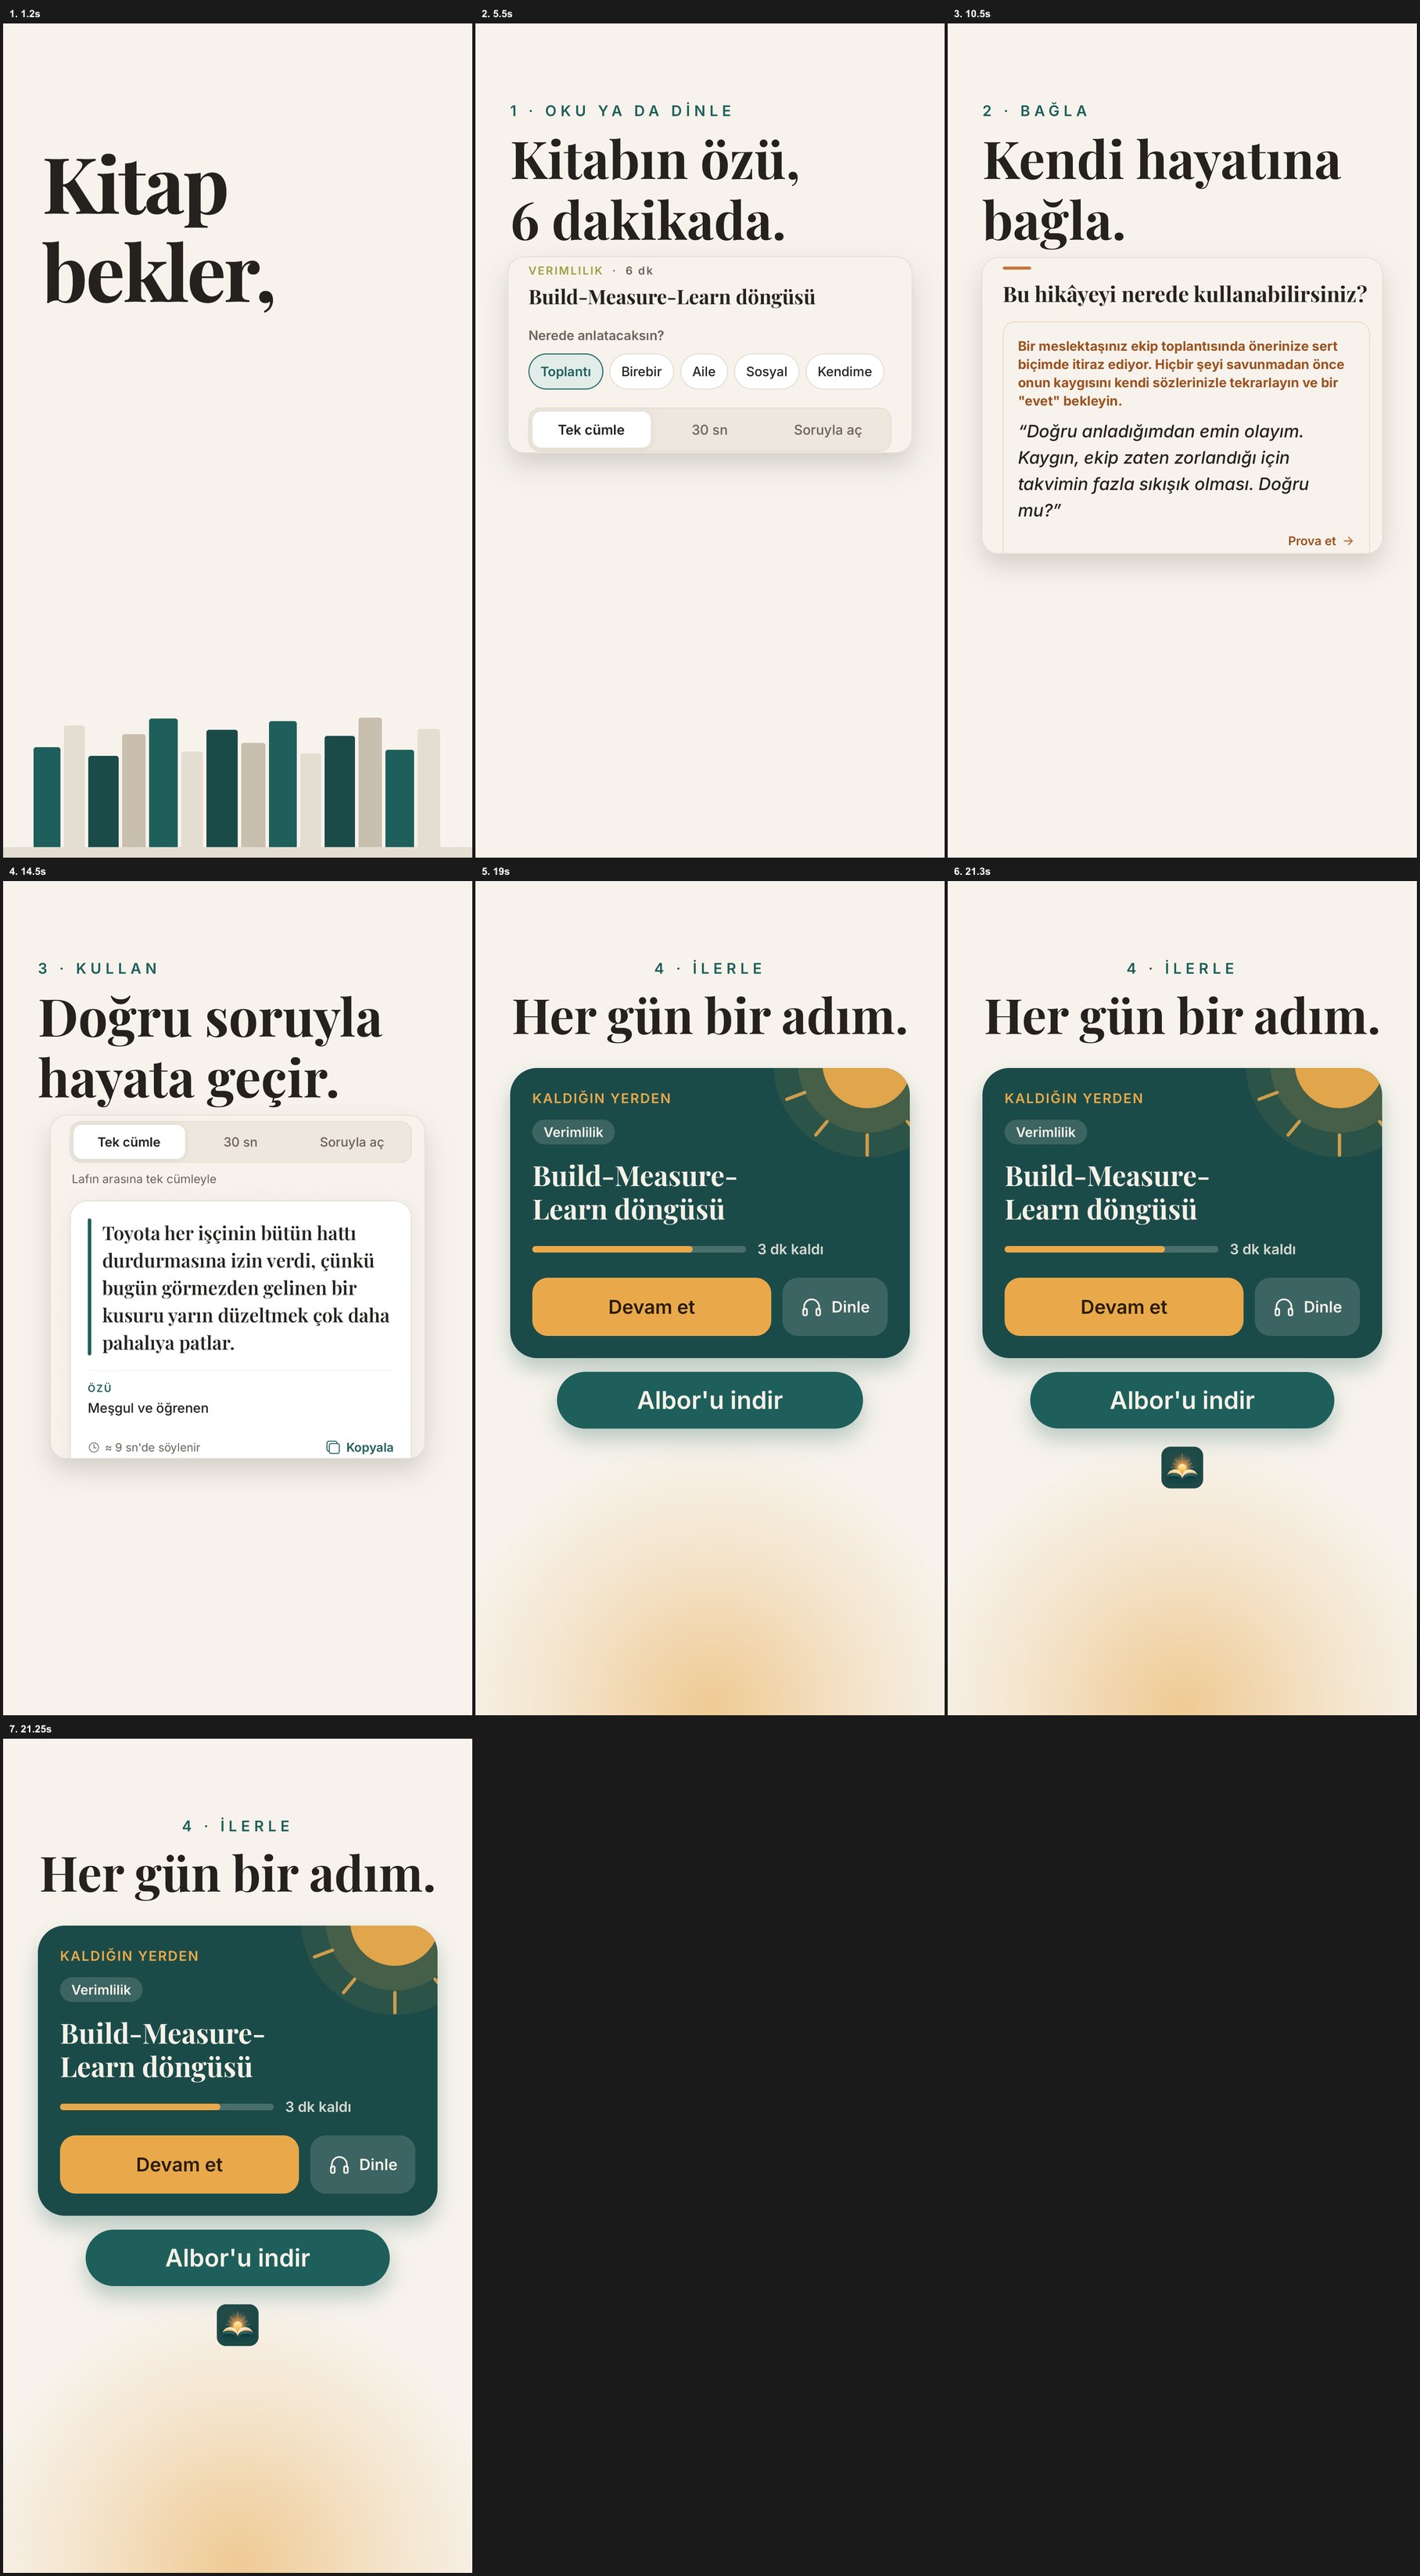 1. 1.2s
Kitap
bekler,
2. 5.5s
1 · OKU YA DA DİNLE
Kitabın özü,
6 dakikada.
VERIMLILIK · 6 dk
Build-Measure-Learn döngüsü
Nerede anlatacaksın?
Toplantı Birebir Aile Sosyal Kendime
Tek cümle 30 sn Soruyla aç
3. 10.5s
2 · BAĞLA
Kendi hayatına
bağla.
Bu hikâyeyi nerede kullanabilirsiniz?
Bir meslektaşınız ekip toplantısında önerinize sert
biçimde itiraz ediyor. Hiçbir şeyi savunmadan önce
onun kaygısını kendi sözlerinizle tekrarlayın ve bir
"evet" bekleyin.
“Doğru anladığımdan emin olayım.
Kaygın, ekip zaten zorlandığı için
takvimin fazla sıkışık olması. Doğru
mu?”
Prova et →
4. 14.5s
3 · KULLAN
Doğru soruyla
hayata geçir.
Tek cümle 30 sn Soruyla aç
Lafın arasına tek cümleyle
Toyota her işçinin bütün hattı
durdurmasına izin verdi, çünkü
bugün görmezden gelinen bir
kusuru yarın düzeltmek çok daha
pahalıya patlar.
ÖZÜ
Meşgul ve öğrenen
≈ 9 sn'de söylenir Kopyala
5. 19s
4 · İLERLE
Her gün bir adım.
KALDIĞIN YERDEN
Verimlilik
Build-Measure-
Learn döngüsü
3 dk kaldı
Devam et Dinle
Albor'u indir
6. 21.3s
4 · İLERLE
Her gün bir adım.
KALDIĞIN YERDEN
Verimlilik
Build-Measure-
Learn döngüsü
3 dk kaldı
Devam et Dinle
Albor'u indir
7. 21.25s
4 · İLERLE
Her gün bir adım.
KALDIĞIN YERDEN
Verimlilik
Build-Measure-
Learn döngüsü
3 dk kaldı
Devam et Dinle
Albor'u indir